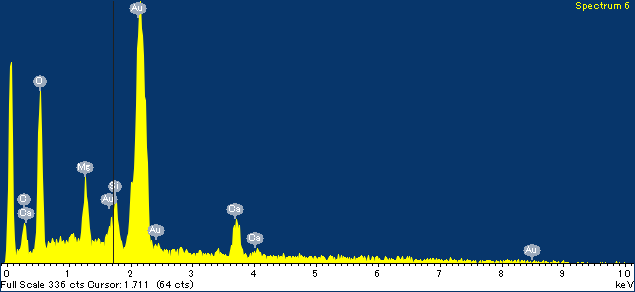 Spectrum 6
Au
O
Mg
C
Ca
Au
Si
Au
Ca
Ca
Au
0 1 2 3 4 5 6 7 8 9 10
Full Scale 336 cts Cursor: 1.711 (64 cts) keV